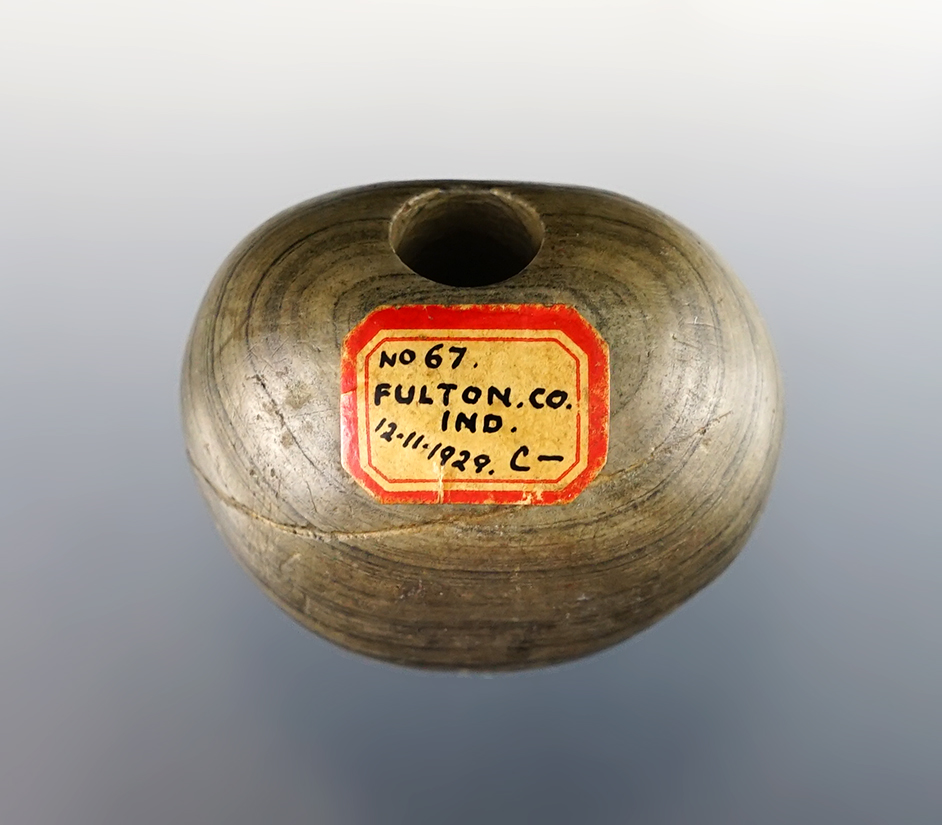 NO 67.
FULTON.CO.
IND.
12-11-1929. C-